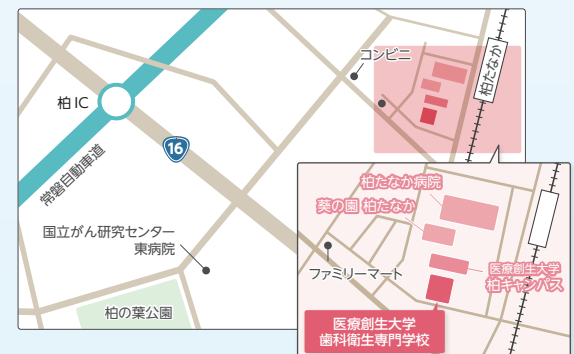 コンビニ
柏たなか
柏IC
16
常磐自動車道
国立がん研究センター
東病院
柏の葉公園
柏たなか病院
葵の園 柏たなか
ファミリーマート
医療創生大学
柏キャンパス
医療創生大学
歯科衛生専門学校